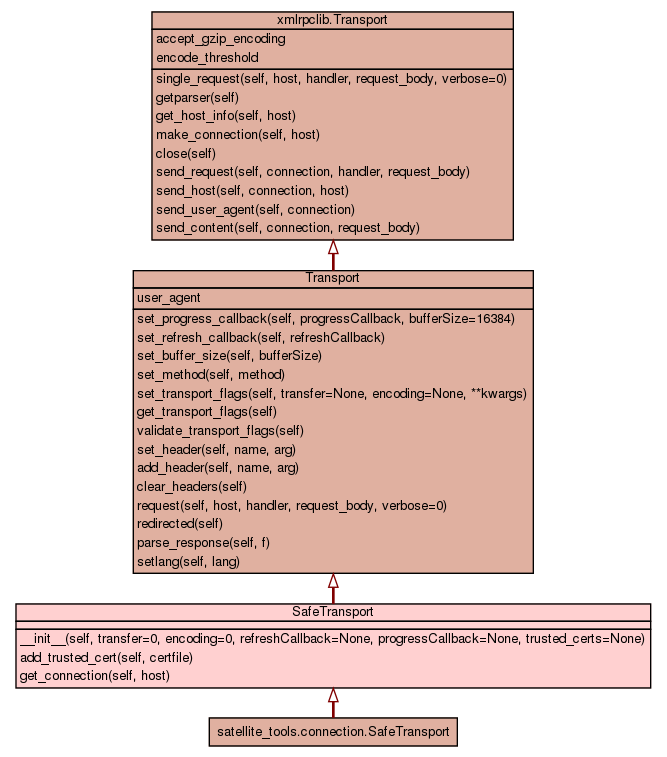 xmlrpclib.Transport
accept_gzip_encoding
encode_threshold
single_request(self, host, handler, request_body, verbose=0)
getparser(self)
get_host_info(self, host)
make_connection(self, host)
close(self)
send_request(self, connection, handler, request_body)
send_host(self, connection, host)
send_user_agent(self, connection)
send_content(self, connection, request_body)
Transport
user_agent
set_progress_callback(self, progressCallback, bufferSize=16384)
set_refresh_callback(self, refreshCallback)
set_buffer_size(self, bufferSize)
set_method(self, method)
set_transport_flags(self, transfer=None, encoding=None, **kwargs)
get_transport_flags(self)
validate_transport_flags(self)
set_header(self, name, arg)
add_header(self, name, arg)
clear_headers(self)
request(self, host, handler, request_body, verbose=0)
redirected(self)
parse_response(self, f)
setlang(self, lang)
SafeTransport
__init__(self, transfer=0, encoding=0, refreshCallback=None, progressCallback=None, trusted_certs=None)
add_trusted_cert(self, certfile)
get_connection(self, host)
satellite_tools.connection.SafeTransport